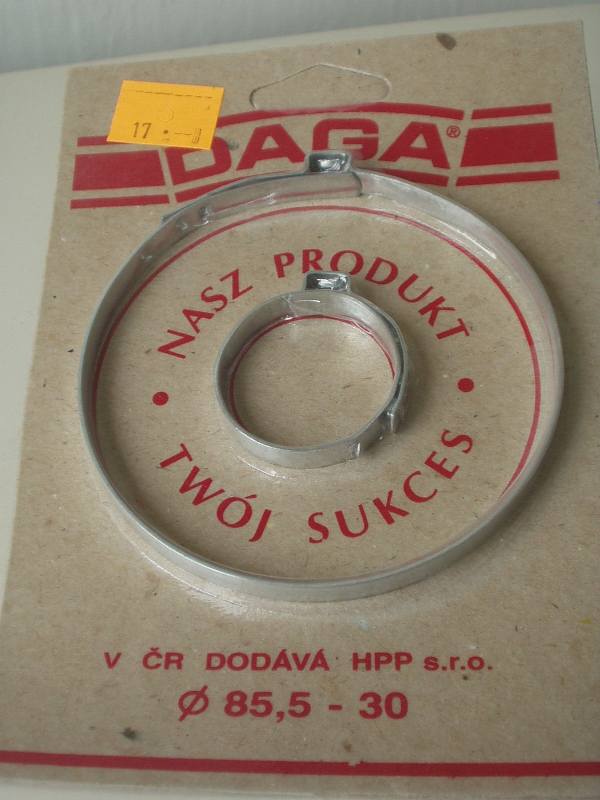 17.-
DAGA®
NASZ PRODUKT
• TWÓJ SUKCES •
V ČR DODÁVÁ HPP s.r.o.
Ø 85,5 - 30